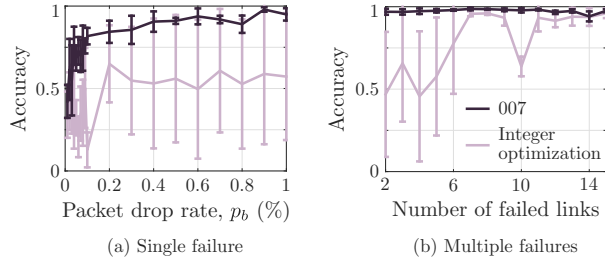 1
0.5
0
Accuracy
0 0.2 0.4 0.6 0.8 1
Packet drop rate, p_b (%)
(a) Single failure
1
0.5
0
Accuracy
007
Integer
optimization
2 6 10 14
Number of failed links
(b) Multiple failures